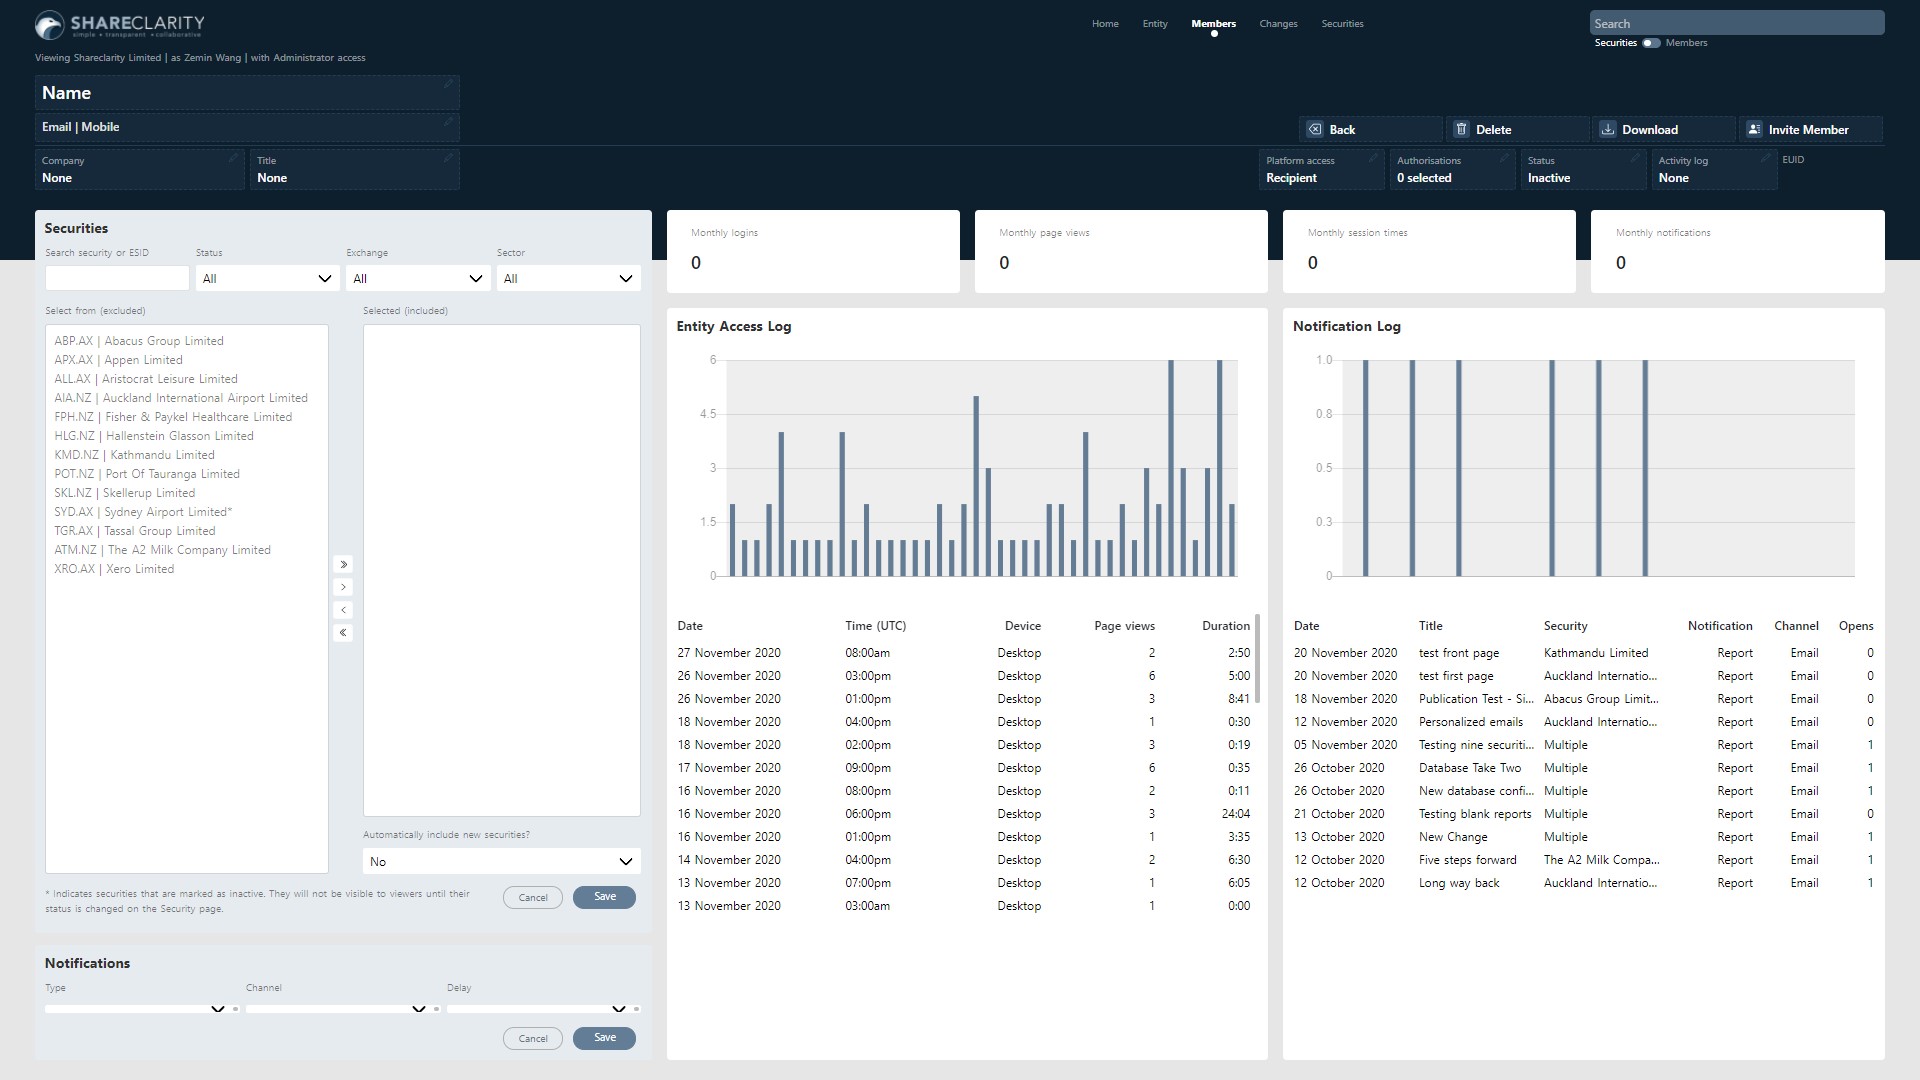 SHARECLARITY
simple • transparent • collaborative
Home Entity Members Changes Securities
Search
Securities Members
Viewing Shareclarity Limited | as Zemin Wang | with Administrator access
Name
Email | Mobile
Back Delete Download Invite Member
Company
None
Title
None
Platform access
Recipient
Authorisations
0 selected
Status
Inactive
Activity log
None
EUID
Securities
Search security or ESID Status Exchange Sector
All All All
Select from (excluded) Selected (included)
ABP.AX | Abacus Group Limited
APX.AX | Appen Limited
ALL.AX | Aristocrat Leisure Limited
AIA.NZ | Auckland International Airport Limited
FPH.NZ | Fisher & Paykel Healthcare Limited
HLG.NZ | Hallenstein Glasson Limited
KMD.NZ | Kathmandu Limited
POT.NZ | Port Of Tauranga Limited
SKL.NZ | Skellerup Limited
SYD.AX | Sydney Airport Limited*
TGR.AX | Tassal Group Limited
ATM.NZ | The A2 Milk Company Limited
XRO.AX | Xero Limited
Automatically include new securities?
No
* Indicates securities that are marked as inactive. They will not be visible to viewers until their
status is changed on the Security page.
Cancel Save
Notifications
Type Channel Delay
Cancel Save
Monthly logins
0
Monthly page views
0
Monthly session times
0
Monthly notifications
0
Entity Access Log
6
4.5
3
1.5
0
Date Time (UTC) Device Page views Duration
27 November 2020 08:00am Desktop 2 2:50
26 November 2020 03:00pm Desktop 6 5:00
26 November 2020 01:00pm Desktop 3 8:41
18 November 2020 04:00pm Desktop 1 0:30
18 November 2020 02:00pm Desktop 3 0:19
17 November 2020 09:00pm Desktop 6 0:35
16 November 2020 08:00pm Desktop 2 0:11
16 November 2020 06:00pm Desktop 3 24:04
16 November 2020 01:00pm Desktop 1 3:35
14 November 2020 04:00pm Desktop 2 6:30
13 November 2020 07:00pm Desktop 1 6:05
13 November 2020 03:00am Desktop 1 0:00
Notification Log
1.0
0.8
0.5
0.3
0
Date Title Security Notification Channel Opens
20 November 2020 test front page Kathmandu Limited Report Email 0
20 November 2020 test first page Auckland Internatio... Report Email 0
18 November 2020 Publication Test - Si... Abacus Group Limit... Report Email 0
12 November 2020 Personalized emails Auckland Internatio... Report Email 0
05 November 2020 Testing nine securiti... Multiple Report Email 1
26 October 2020 Database Take Two Multiple Report Email 1
26 October 2020 New database confi... Multiple Report Email 1
21 October 2020 Testing blank reports Multiple Report Email 0
13 October 2020 New Change Multiple Report Email 1
12 October 2020 Five steps forward The A2 Milk Compa... Report Email 1
12 October 2020 Long way back Auckland Internatio... Report Email 1